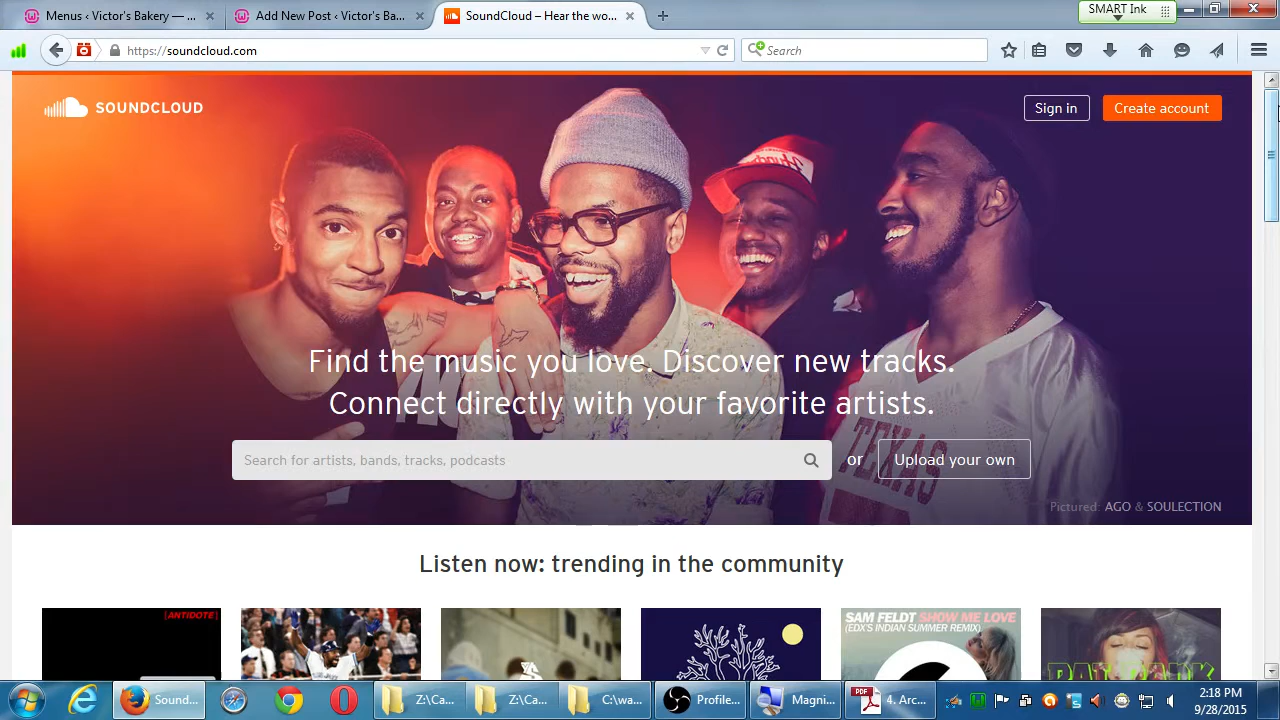 Menus ‹ Victor's Bakery —
Add New Post ‹ Victor's Ba...
SoundCloud – Hear the wo...
SMART Ink
https://soundcloud.com
Search
SOUNDCLOUD
Sign in
Create account
Find the music you love. Discover new tracks.
Connect directly with your favorite artists.
Search for artists, bands, tracks, podcasts
or
Upload your own
TEXAS
Pictured: AGO & SOULECTION
Listen now: trending in the community
[ANTIDOTE]
SAM FELDT SHOW ME LOVE
(EDX'S INDIAN SUMMER REMIX)
Sound...
Z:\Ca...
Z:\Ca...
C:\wa...
Profile...
Magni...
PDF
4. Arc...
2:18 PM
9/28/2015